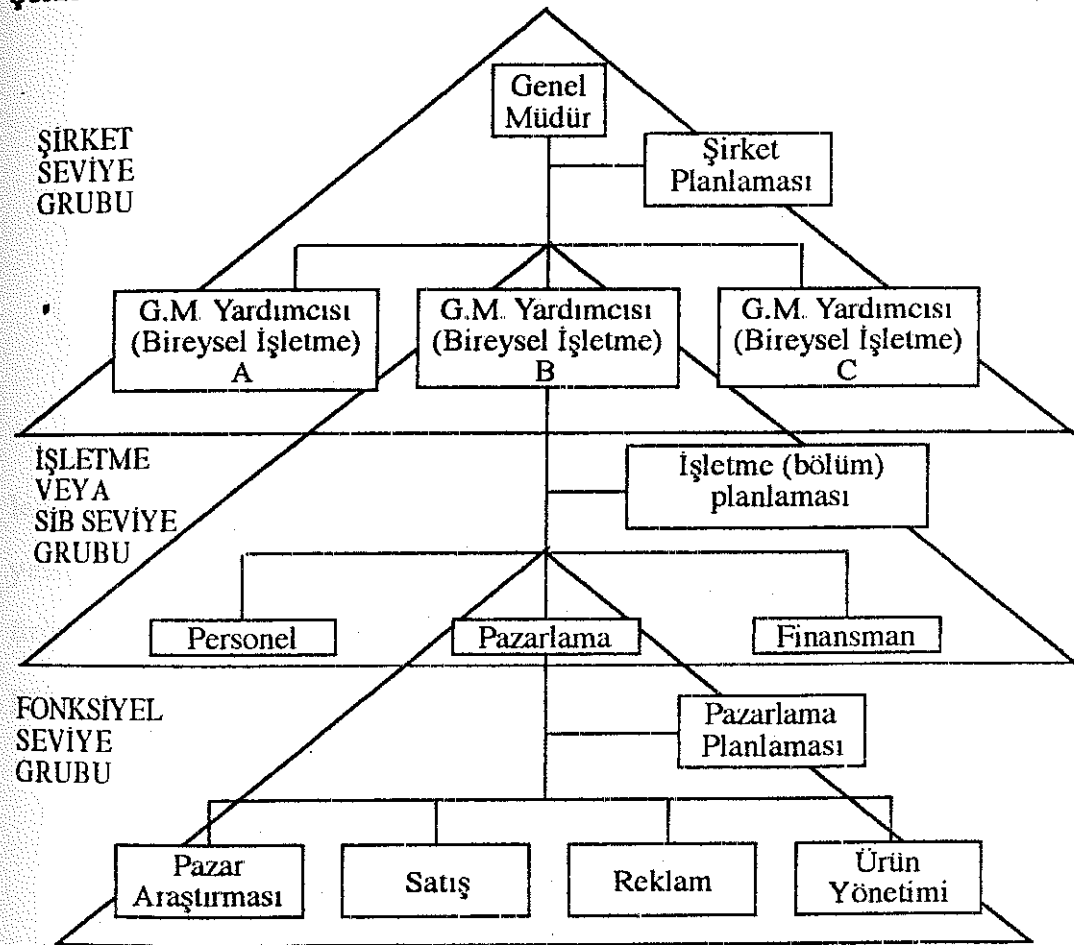 Genel
Müdür
ŞİRKET
SEVİYE
GRUBU
Şirket
Planlaması
G.M. Yardımcısı
(Bireysel İşletme)
A
G.M. Yardımcısı
(Bireysel İşletme)
B
G.M. Yardımcısı
(Bireysel İşletme)
C
İŞLETME
VEYA
SİB SEVİYE
GRUBU
İşletme (bölüm)
planlaması
Personel
Pazarlama
Finansman
FONKSİYEL
SEVİYE
GRUBU
Pazarlama
Planlaması
Pazar
Araştırması
Satış
Reklam
Ürün
Yönetimi